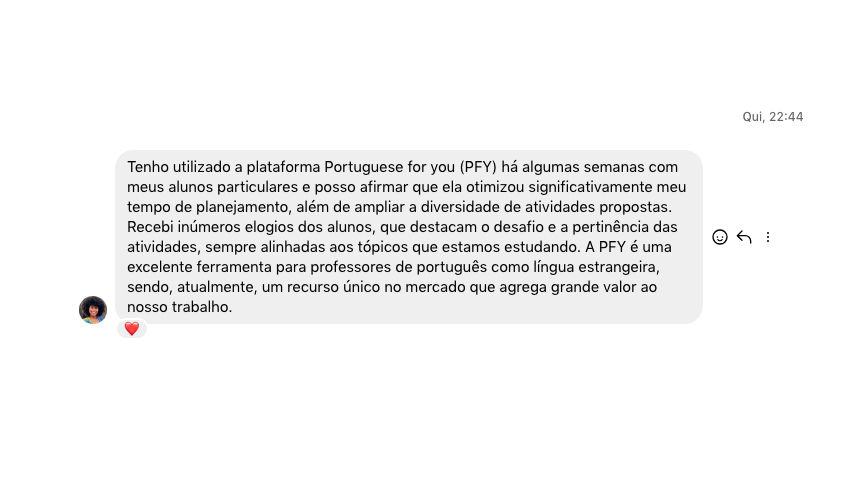 Qui, 22:44
Tenho utilizado a plataforma Portuguese for you (PFY) há algumas semanas com
meus alunos particulares e posso afirmar que ela otimizou significativamente meu
tempo de planejamento, além de ampliar a diversidade de atividades propostas.
Recebi inúmeros elogios dos alunos, que destacam o desafio e a pertinência das
atividades, sempre alinhadas aos tópicos que estamos estudando. A PFY é uma
excelente ferramenta para professores de português como língua estrangeira,
sendo, atualmente, um recurso único no mercado que agrega grande valor ao
nosso trabalho.